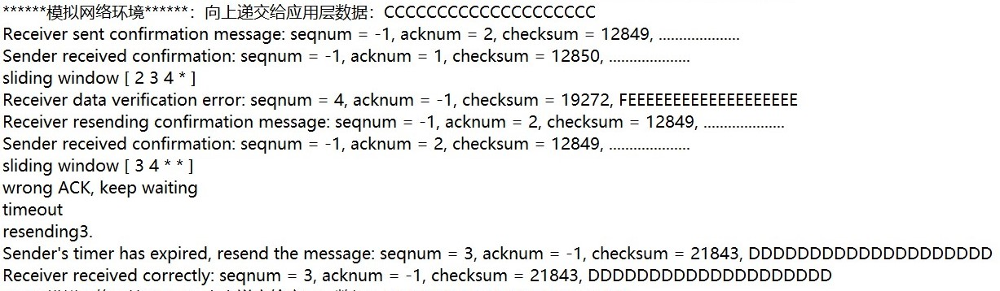 ******模拟网络环境******：向上递交给应用层数据：CCCCCCCCCCCCCCCCCCCCC
Receiver sent confirmation message: seqnum = -1, acknum = 2, checksum = 12849, .....................
Sender received confirmation: seqnum = -1, acknum = 1, checksum = 12850, .....................
sliding window [ 2 3 4 * ]
Receiver data verification error: seqnum = 4, acknum = -1, checksum = 19272, FEEEEEEEEEEEEEEEEEEEE
Receiver resending confirmation message: seqnum = -1, acknum = 2, checksum = 12849, .....................
Sender received confirmation: seqnum = -1, acknum = 2, checksum = 12849, .....................
sliding window [ 3 4 * * ]
wrong ACK, keep waiting
timeout
resending3.
Sender's timer has expired, resend the message: seqnum = 3, acknum = -1, checksum = 21843, DDDDDDDDDDDDDDDDDDDDD
Receiver received correctly: seqnum = 3, acknum = -1, checksum = 21843, DDDDDDDDDDDDDDDDDDDDD